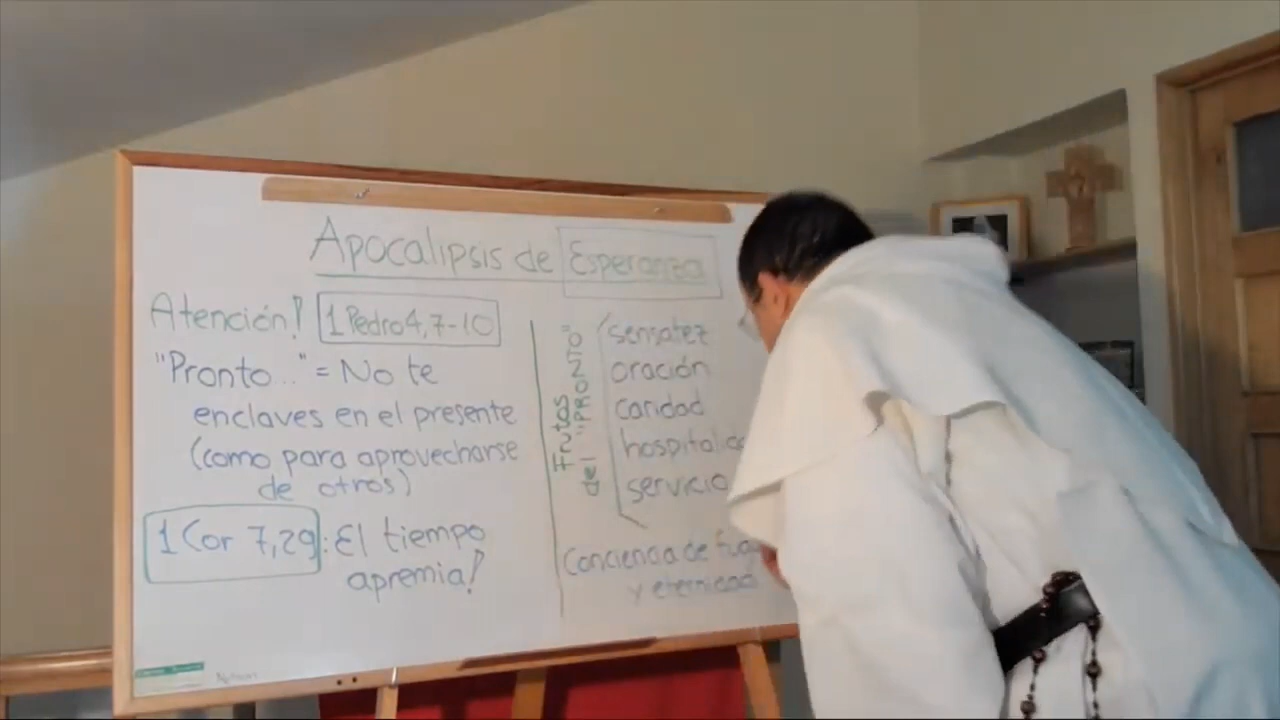 Apocalipsis de Esperanza
Atención! 1 Pedro 4,7-10
"Pronto..." = No te
enclaves en el presente
(como para aprovecharse
de otros)
1 Cor 7,29: El tiempo
apremia!
Frutos
del "PRONTO"
sensatez
oración
caridad
hospitalid
servicio
Conciencia de
y eternidad